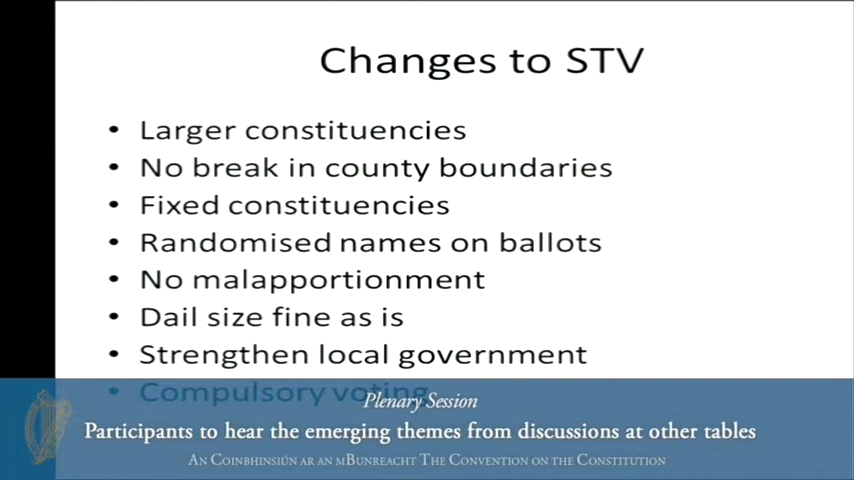 Changes to STV
• Larger constituencies
• No break in county boundaries
• Fixed constituencies
• Randomised names on ballots
• No malapportionment
• Dail size fine as is
• Strengthen local government
• Compulsory voting
Plenary Session
Participants to hear the emerging themes from discussions at other tables
An Coinbhinsiún ar an mBunreacht The Convention on the Constitution